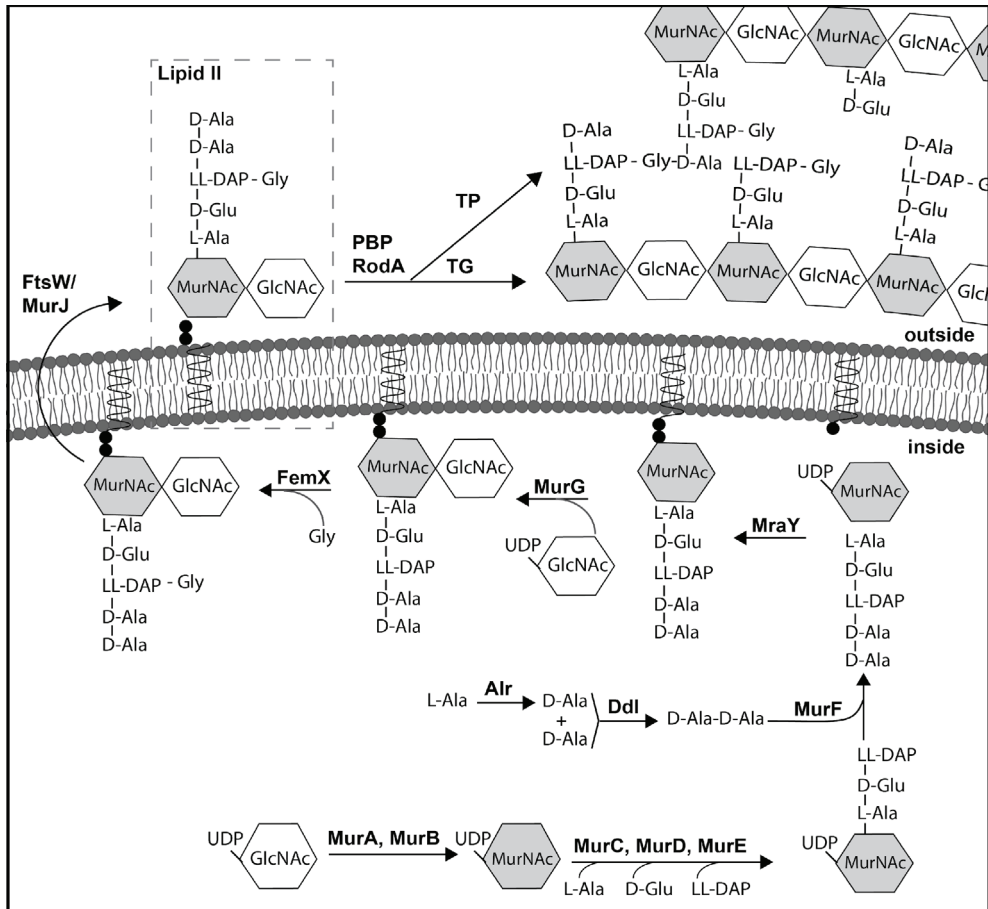 MurNAc GlcNAc MurNAc GlcNAc M
L-Ala L-Ala
D-Glu D-Glu
LL-DAP-Gly
D-Ala LL-DAP-Gly-D-Ala LL-DAP-Gly D-Ala
D-Glu D-Glu LL-DAP-G
L-Ala L-Ala D-Glu
L-Ala
MurNAc GlcNAc MurNAc GlcNAc MurNAc GlcN
Lipid II
D-Ala
D-Ala
LL-DAP - Gly
D-Glu
L-Ala
MurNAc GlcNAc
FtsW/
MurJ
PBP
RodA
TP
TG
outside
inside
MurNAc GlcNAc
L-Ala
D-Glu
LL-DAP - Gly
D-Ala
D-Ala
FemX
Gly
MurNAc GlcNAc
L-Ala
D-Glu
LL-DAP
D-Ala
D-Ala
MurG
UDP
GlcNAc
MurNAc
L-Ala
D-Glu
LL-DAP
D-Ala
D-Ala
MraY
UDP
MurNAc
L-Ala
D-Glu
LL-DAP
D-Ala
D-Ala
L-Ala Alr D-Ala
+
D-Ala
Ddl D-Ala-D-Ala MurF
LL-DAP
D-Glu
L-Ala
UDP
MurNAc
UDP
GlcNAc
MurA, MurB
UDP
MurNAc
MurC, MurD, MurE
L-Ala D-Glu LL-DAP